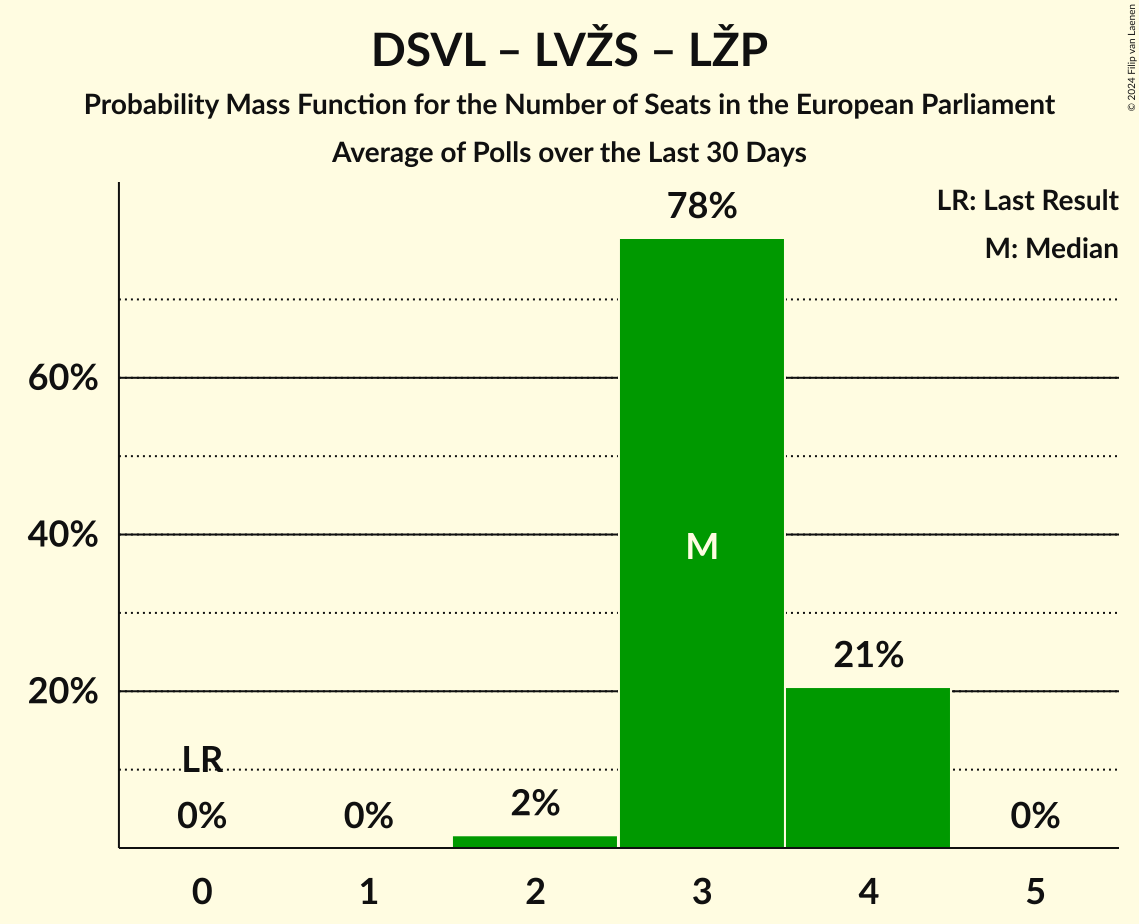 DSVL – LVŽS – LŽP
Probability Mass Function for the Number of Seats in the European Parliament
Average of Polls over the Last 30 Days
© 2024 Filip van Laenen
LR: Last Result
M: Median
78%
60%
40%
20%
M
21%
LR
0%
0%
2%
0%
0
1
2
3
4
5